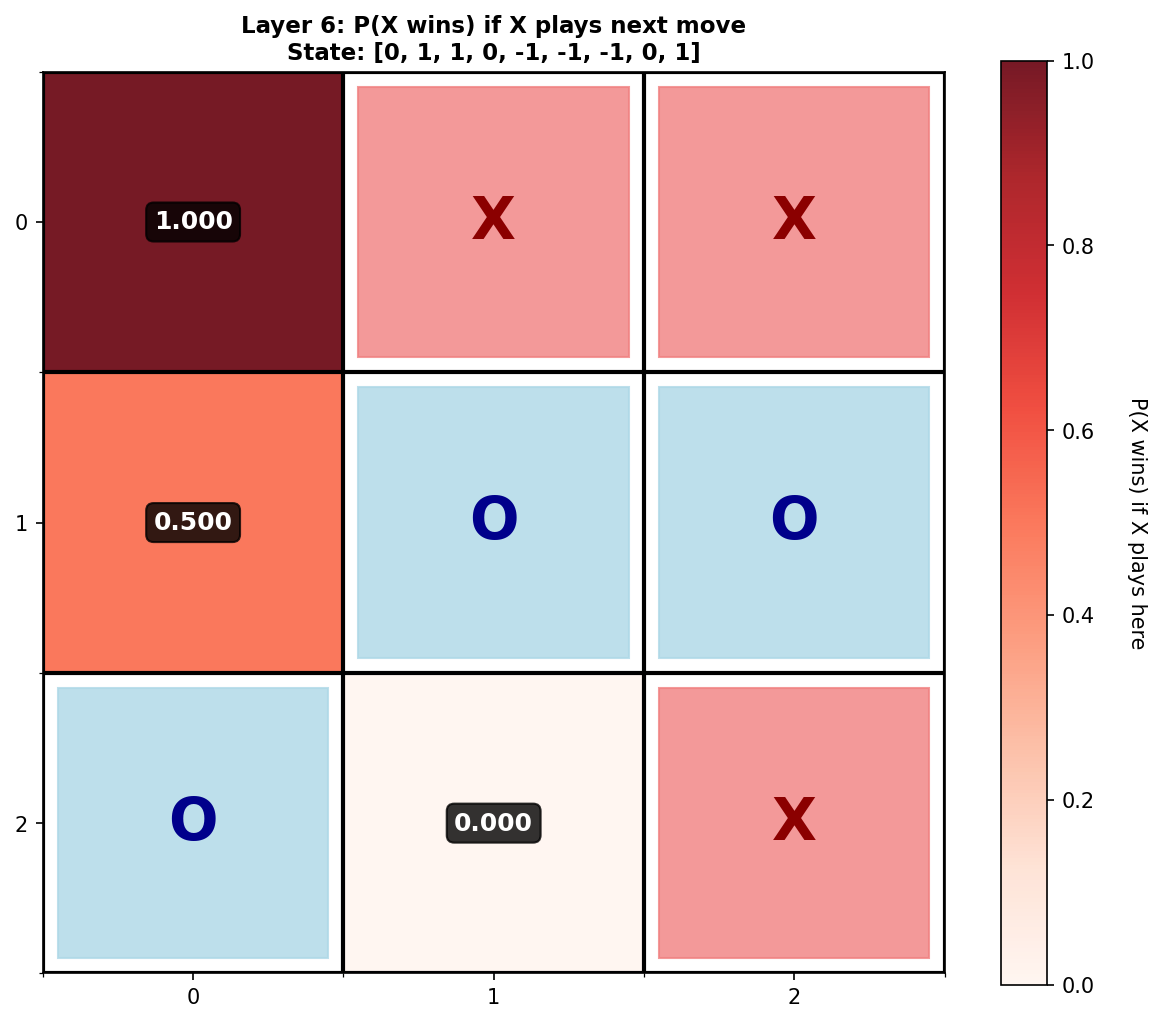 Layer 6: P(X wins) if X plays next move
State: [0, 1, 1, 0, -1, -1, -1, 0, 1]
1.0
0 1.000 X X
0.8
0.6
P(X wins) if X plays here
1 0.500 O O
0.4
0.2
2 O 0.000 X
0.0
0 1 2